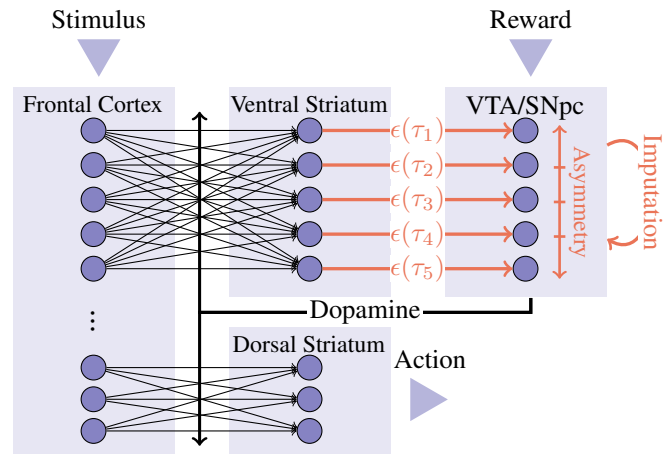 Stimulus
Reward
Frontal Cortex
Ventral Striatum
VTA/SNpc
ϵ(τ₁)
ϵ(τ₂)
ϵ(τ₃)
ϵ(τ₄)
ϵ(τ₅)
Asymmetry
Imputation
...
Dopamine
Dorsal Striatum
Action